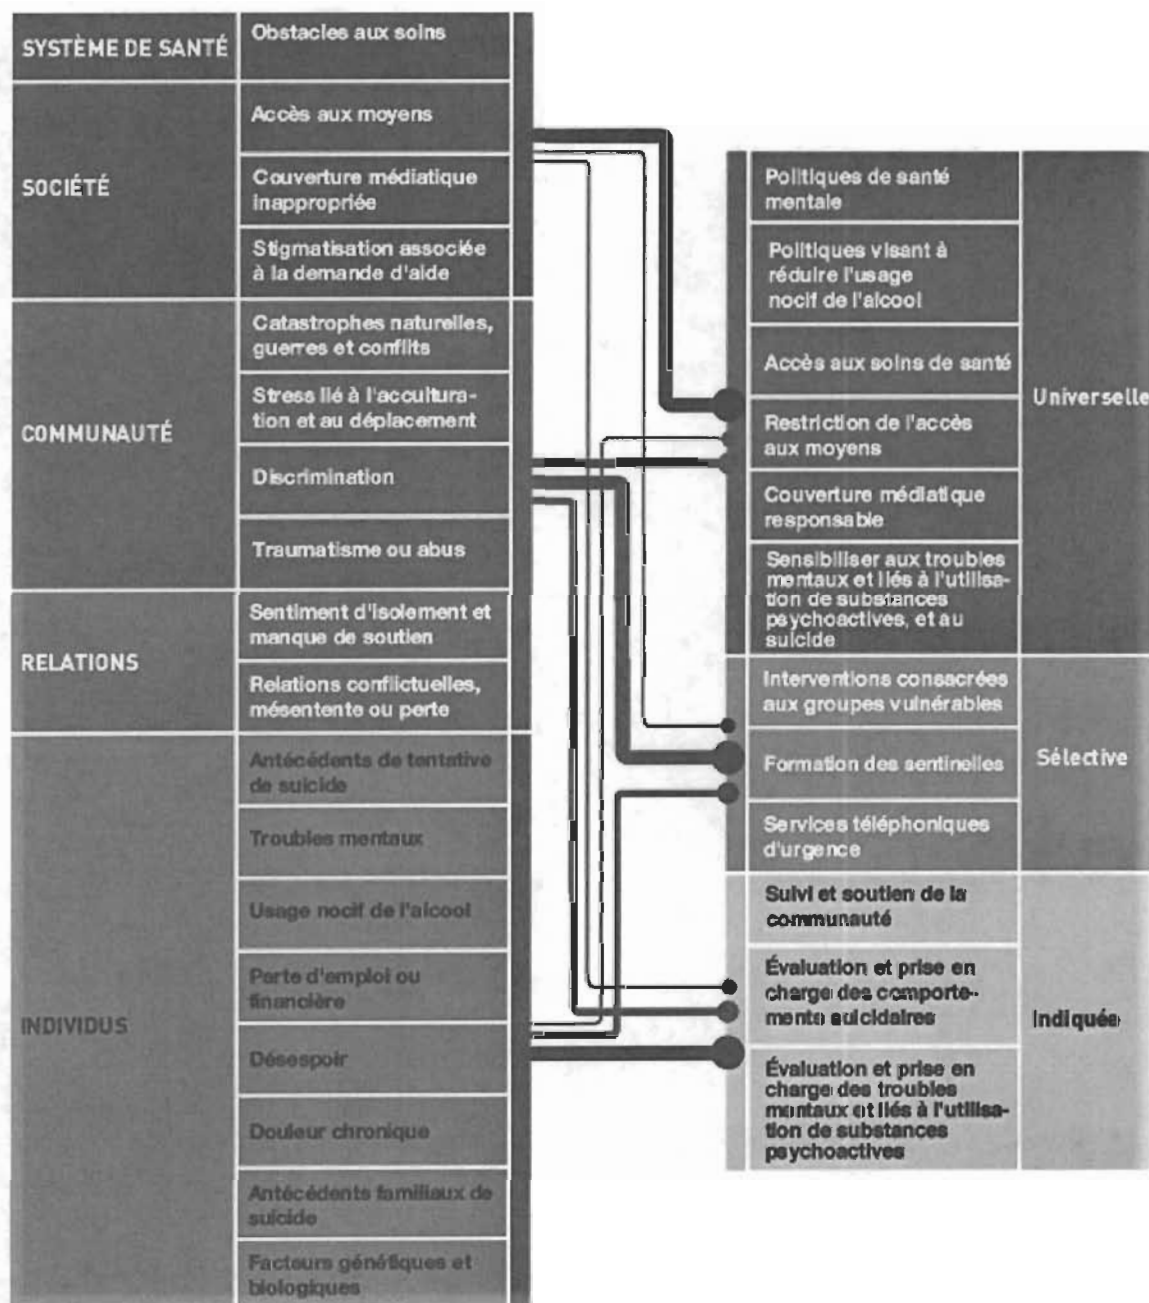 SYSTÈME DE SANTÉ
Obstacles aux soins
SOCIÉTÉ
Accès aux moyens
Couverture médiatique
inappropriée
Stigmatisation associée
à la demande d'aide
COMMUNAUTÉ
Catastrophes naturelles,
guerres et conflits
Stress lié à l'accultura-
tion et au déplacement
Discrimination
Traumatisme ou abus
RELATIONS
Sentiment d'isolement et
manque de soutien
Relations conflictuelles,
mésentente ou perte
INDIVIDUS
Antécédents de tentative
de suicide
Troubles mentaux
Usage nocif de l'alcool
Perte d'emploi ou
financière
Désespoir
Douleur chronique
Antécédents familiaux de
suicide
Facteurs génétiques et
biologiques
Politiques de santé
mentale
Politiques visant à
réduire l'usage
nocif de l'alcool
Accès aux soins de santé
Restriction de l'accès
aux moyens
Couverture médiatique
responsable
Sensibiliser aux troubles
mentaux et liés à l'utilisa-
tion de substances
psychoactives, et au
suicide
Universelle
Interventions consacrées
aux groupes vulnérables
Formation des sentinelles
Services téléphoniques
d'urgence
Sélective
Suivi et soutien de la
communauté
Évaluation et prise en
charge des comporte-
ments suicidaires
Évaluation et prise en
charge des troubles
mentaux et liés à l'utilisa-
tion de substances
psychoactives
Indiquée